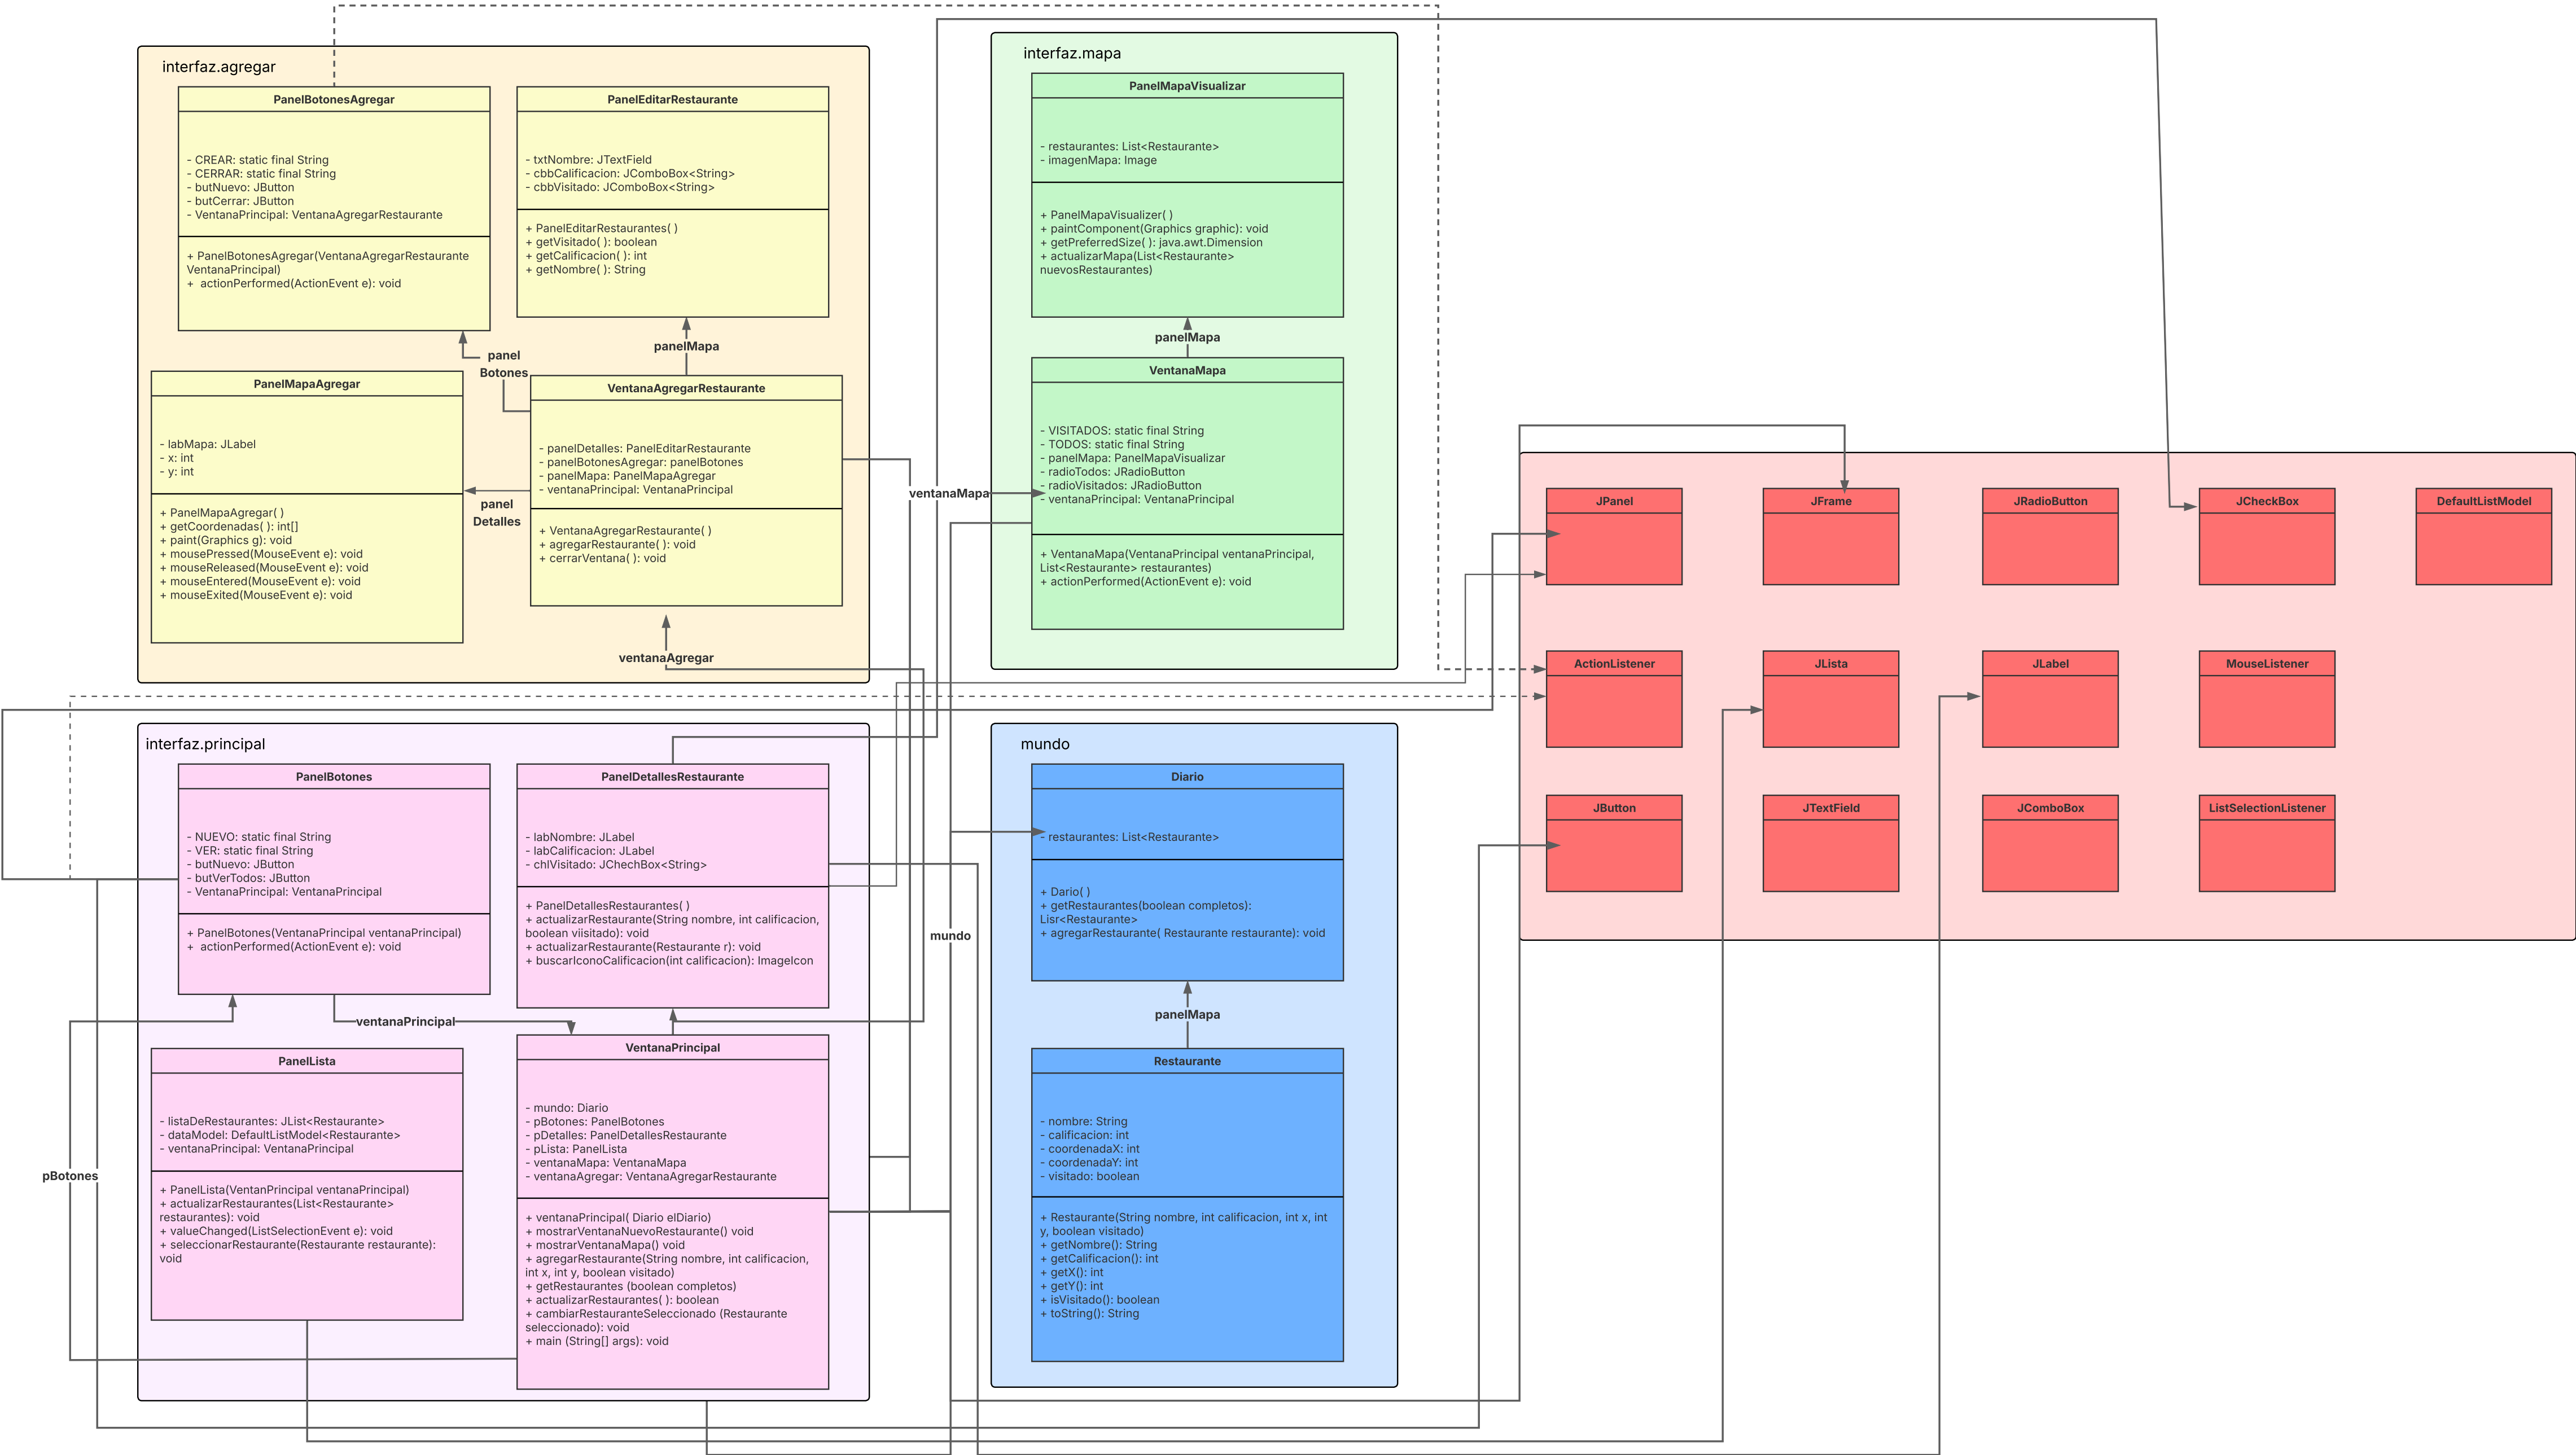 interfaz.agregar
PanelBotonesAgregar
- CREAR: static final String
- CERRAR: static final String
- butNuevo: JButton
- butCerrar: JButton
- VentanaPrincipal: VentanaAgregarRestaurante
+ PanelBotonesAgregar(VentanaAgregarRestaurante
VentanaPrincipal)
+  actionPerformed(ActionEvent e): void
PanelEditarRestaurante
- txtNombre: JTextField
- cbbCalificacion: JComboBox<String>
- cbbVisitado: JComboBox<String>
+ PanelEditarRestaurantes( )
+ getVisitado( ): boolean
+ getCalificacion( ): int
+ getNombre( ): String
panelMapa
panel
Botones
PanelMapaAgregar
- labMapa: JLabel
- x: int
- y: int
+ PanelMapaAgregar( )
+ getCoordenadas( ): int[]
+ paint(Graphics g): void
+ mousePressed(MouseEvent e): void
+ mouseReleased(MouseEvent e): void
+ mouseEntered(MouseEvent e): void
+ mouseExited(MouseEvent e): void
panel
Detalles
VentanaAgregarRestaurante
- panelDetalles: PanelEditarRestaurante
- panelBotonesAgregar: panelBotones
- panelMapa: PanelMapaAgregar
- ventanaPrincipal: VentanaPrincipal
+ VentanaAgregarRestaurante( )
+ agregarRestaurante( ): void
+ cerrarVentana( ): void
ventanaAgregar
interfaz.mapa
PanelMapaVisualizar
- restaurantes: List<Restaurante>
- imagenMapa: Image
+ PanelMapaVisualizer( )
+ paintComponent(Graphics graphic): void
+ getPreferredSize( ): java.awt.Dimension
+ actualizarMapa(List<Restaurante>
nuevosRestaurantes)
panelMapa
VentanaMapa
- VISITADOS: static final String
- TODOS: static final String
- panelMapa: PanelMapaVisualizar
- radioTodos: JRadioButton
- radioVisitados: JRadioButton
- ventanaPrincipal: VentanaPrincipal
+ VentanaMapa(VentanaPrincipal ventanaPrincipal,
List<Restaurante> restaurantes)
+ actionPerformed(ActionEvent e): void
ventanaMapa
JPanel
JFrame
JRadioButton
JCheckBox
DefaultListModel
ActionListener
JLista
JLabel
MouseListener
JButton
JTextField
JComboBox
ListSelectionListener
interfaz.principal
PanelBotones
- NUEVO: static final String
- VER: static final String
- butNuevo: JButton
- butVerTodos: JButton
- VentanaPrincipal: VentanaPrincipal
+ PanelBotones(VentanaPrincipal ventanaPrincipal)
+  actionPerformed(ActionEvent e): void
PanelDetallesRestaurante
- labNombre: JLabel
- labCalificacion: JLabel
- chlVisitado: JChechBox<String>
+ PanelDetallesRestaurantes( )
+ actualizarRestaurante(String nombre, int calificacion,
boolean viisitado): void
+ actualizarRestaurante(Restaurante r): void
+ buscarIconoCalificacion(int calificacion): ImageIcon
ventanaPrincipal
PanelLista
- listaDeRestaurantes: JList<Restaurante>
- dataModel: DefaultListModel<Restaurante>
- ventanaPrincipal: VentanaPrincipal
+ PanelLista(VentanPrincipal ventanaPrincipal)
+ actualizarRestaurantes(List<Restaurante>
restaurantes): void
+ valueChanged(ListSelectionEvent e): void
+ seleccionarRestaurante(Restaurante restaurante):
void
pBotones
VentanaPrincipal
- mundo: Diario
- pBotones: PanelBotones
- pDetalles: PanelDetallesRestaurante
- pLista: PanelLista
- ventanaMapa: VentanaMapa
- ventanaAgregar: VentanaAgregarRestaurante
+ ventanaPrincipal( Diario elDiario)
+ mostrarVentanaNuevoRestaurante() void
+ mostrarVentanaMapa() void
+ agregarRestaurante(String nombre, int calificacion,
int x, int y, boolean visitado)
+ getRestaurantes (boolean completos)
+ actualizarRestaurantes( ): boolean
+ cambiarRestauranteSeleccionado (Restaurante
seleccionado): void
+ main (String[] args): void
mundo
mundo
Diario
- restaurantes: List<Restaurante>
+ Dario( )
+ getRestaurantes(boolean completos):
Lisr<Restaurante>
+ agregarRestaurante( Restaurante restaurante): void
panelMapa
Restaurante
- nombre: String
- calificacion: int
- coordenadaX: int
- coordenadaY: int
- visitado: boolean
+ Restaurante(String nombre, int calificacion, int x, int
y, boolean visitado)
+ getNombre(): String
+ getCalificacion(): int
+ getX(): int
+ getY(): int
+ isVisitado(): boolean
+ toString(): String